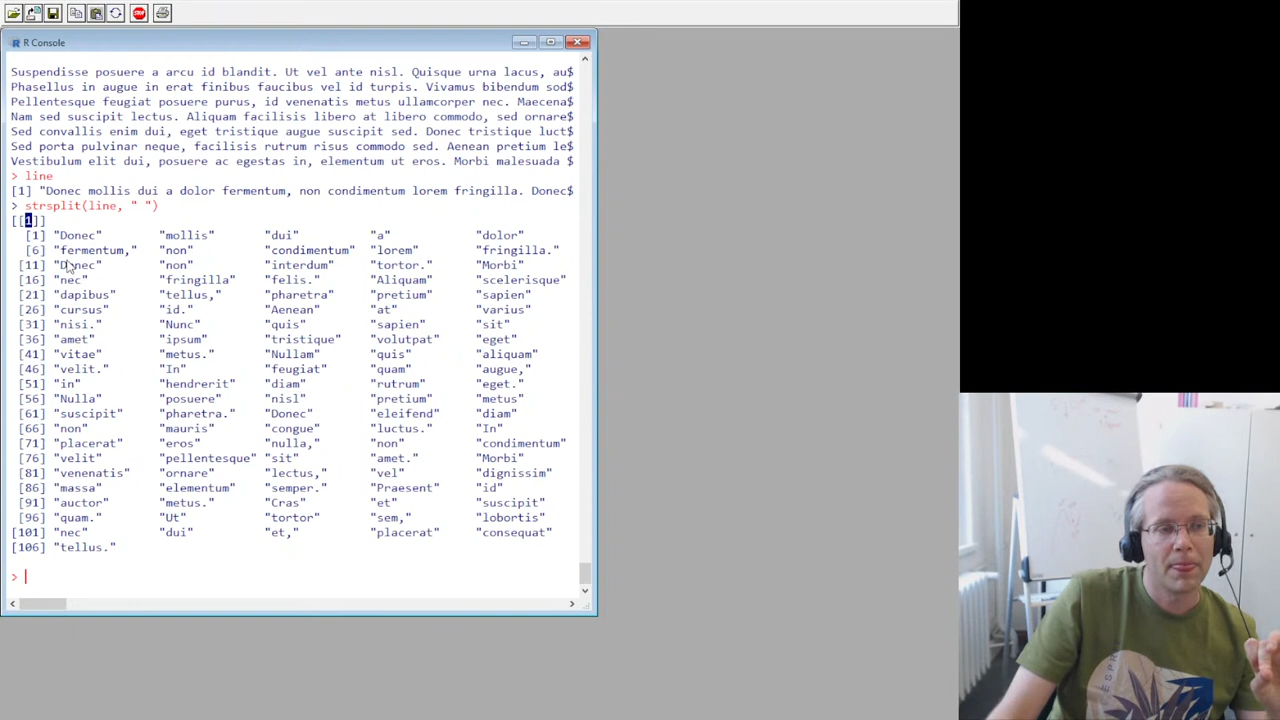 R Console
Suspendisse posuere a arcu id blandit. Ut vel ante nisl. Quisque urna lacus, au$
Phasellus in augue in erat finibus faucibus vel id turpis. Vivamus bibendum sod$
Pellentesque feugiat posuere purus, id venenatis metus ullamcorper nec. Maecena$
Nam sed suscipit lectus. Aliquam facilisis libero at libero commodo, sed ornare$
Sed convallis enim dui, eget tristique augue suscipit sed. Donec tristique luct$
Sed porta pulvinar neque, facilisis rutrum risus commodo sed. Aenean pretium le$
Vestibulum elit dui, posuere ac egestas in, elementum ut eros. Morbi malesuada $
> line
[1] "Donec mollis dui a dolor fermentum, non condimentum lorem fringilla. Donec$
> strsplit(line, " ")
[[1]]
[1] "Donec" "mollis" "dui" "a" "dolor"
[6] "fermentum," "non" "condimentum" "lorem" "fringilla."
[11] "Donec" "non" "interdum" "tortor." "Morbi"
[16] "nec" "fringilla" "felis." "Aliquam" "scelerisque"
[21] "dapibus" "tellus," "pharetra" "pretium" "sapien"
[26] "cursus" "id." "Aenean" "at" "varius"
[31] "nisi." "Nunc" "quis" "sapien" "sit"
[36] "amet" "ipsum" "tristique" "volutpat" "eget"
[41] "vitae" "metus." "Nullam" "quis" "aliquam"
[46] "velit." "In" "feugiat" "quam" "augue,"
[51] "in" "hendrerit" "diam" "rutrum" "eget."
[56] "Nulla" "posuere" "nisl" "pretium" "metus"
[61] "suscipit" "pharetra." "Donec" "eleifend" "diam"
[66] "non" "mauris" "congue" "luctus." "In"
[71] "placerat" "eros" "nulla," "non" "condimentum"
[76] "velit" "pellentesque" "sit" "amet." "Morbi"
[81] "venenatis" "ornare" "lectus," "vel" "dignissim"
[86] "massa" "elementum" "semper." "Praesent" "id"
[91] "auctor" "metus." "Cras" "et" "suscipit"
[96] "quam." "Ut" "tortor" "sem," "lobortis"
[101] "nec" "dui" "et," "placerat" "consequat"
[106] "tellus."
>